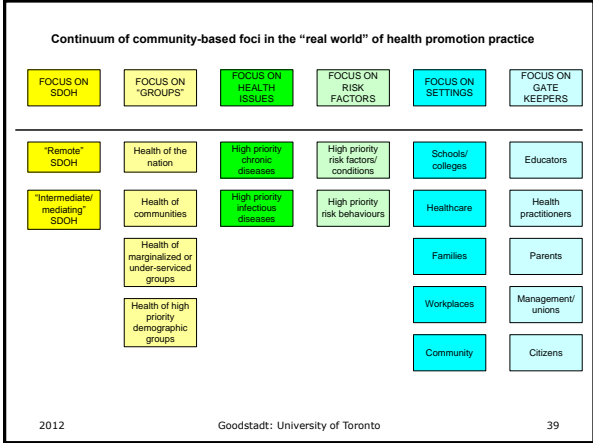 Continuum of community-based foci in the “real world” of health promotion practice
FOCUS ON
SDOH
FOCUS ON
“GROUPS”
FOCUS ON
HEALTH
ISSUES
FOCUS ON
RISK
FACTORS
FOCUS ON
SETTINGS
FOCUS ON
GATE
KEEPERS
“Remote”
SDOH
Health of the
nation
High priority
chronic
diseases
High priority
risk factors/
conditions
Schools/
colleges
Educators
“Intermediate/
mediating”
SDOH
Health of
communities
High priority
infectious
diseases
High priority
risk behaviours
Healthcare
Health
practitioners
Health of
marginalized or
under-serviced
groups
Families
Parents
Health of high
priority
demographic
groups
Workplaces
Management/
unions
Community
Citizens
2012
Goodstadt: University of Toronto
39